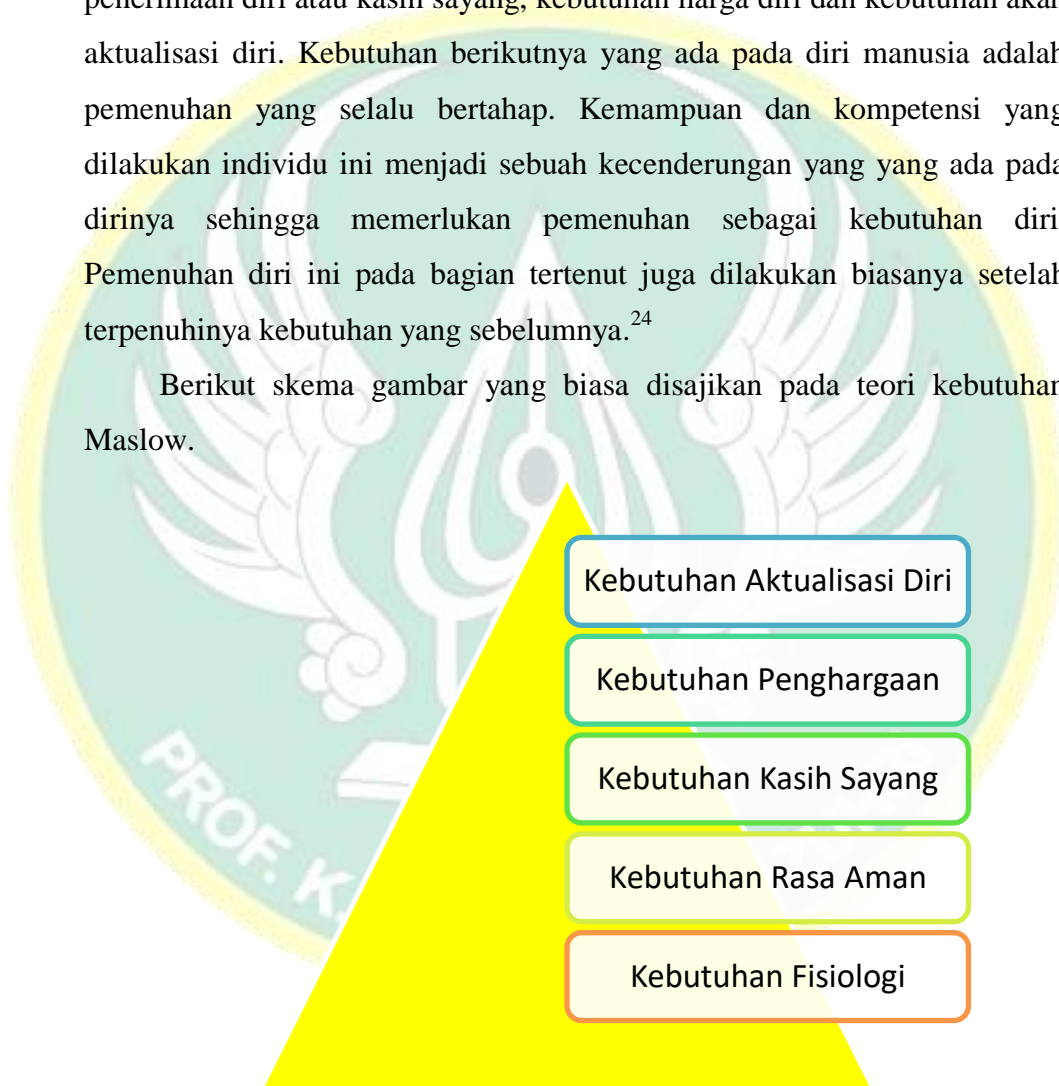 penerimaan diri atau kasih sayang, kebutuhan harga diri dan kebutuhan akan
aktualisasi diri. Kebutuhan berikutnya yang ada pada diri manusia adalah
pemenuhan yang selalu bertahap. Kemampuan dan kompetensi yang
dilakukan individu ini menjadi sebuah kecenderungan yang yang ada pada
dirinya sehingga memerlukan pemenuhan sebagai kebutuhan diri
Pemenuhan diri ini pada bagian tertenut juga dilakukan biasanya setelah
terpenuhinya kebutuhan yang sebelumnya.24
Berikut skema gambar yang biasa disajikan pada teori kebutuhan
Maslow.
Kebutuhan Aktualisasi Diri
Kebutuhan Penghargaan
Kebutuhan Kasih Sayang
Kebutuhan Rasa Aman
Kebutuhan Fisiologi
PROF. K.